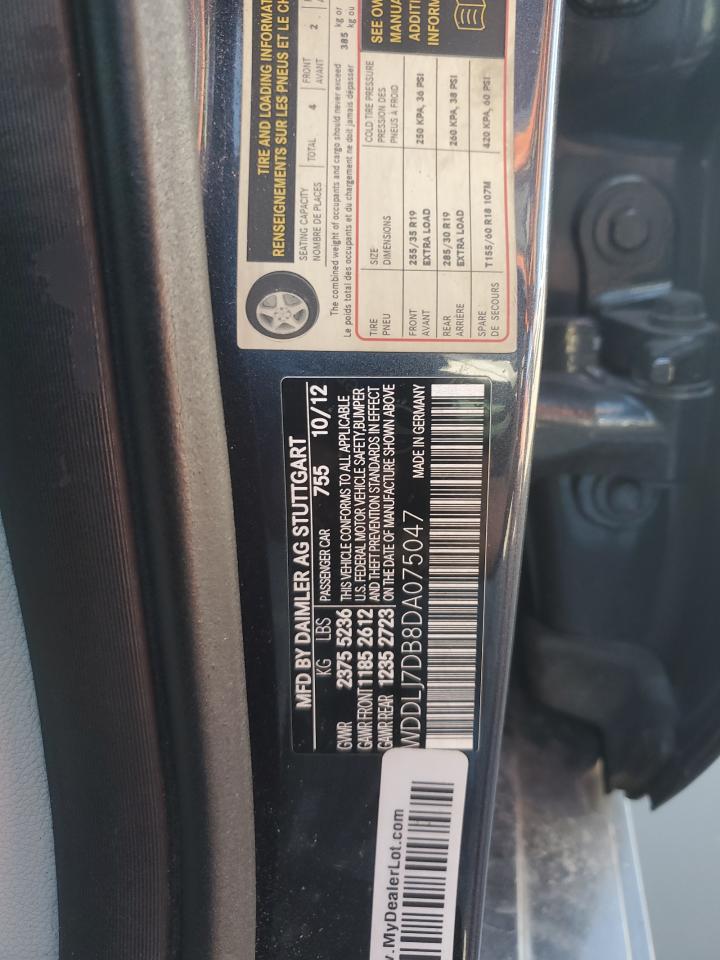 TIRE AND LOADING INFORMAT
RENSEIGNEMENTS SUR LES PNEUS ET LE CH
SEATING CAPACITY
NOMBRE DE PLACES
TOTAL 4
FRONT
AVANT
2
The combined weight of occupants and cargo should never exceed
Le poids total des occupants et du chargement ne doit jamais dépasser
385 kg or
kg ou
TIRE
PNEU
SIZE
DIMENSIONS
COLD TIRE PRESSURE
PRESSION DES
PNEUS À FROID
FRONT
AVANT
255/35 R19
EXTRA LOAD
250 KPA, 36 PSI
REAR
ARRIÈRE
285/30 R19
EXTRA LOAD
260 KPA, 38 PSI
SPARE
DE SECOURS
T155/60 R18 107M
420 KPA, 60 PSI
SEE OW
MANUA
ADDITI
INFORM
MFD BY DAIMLER AG STUTTGART
KG LBS PASSENGER CAR 755 10/12
GVWR 2375 5236
GAWR FRONT 1185 2612
GAWR REAR 1235 2723
THIS VEHICLE CONFORMS TO ALL APPLICABLE
U.S. FEDERAL MOTOR VEHICLE SAFETY,BUMPER
AND THEFT PREVENTION STANDARDS IN EFFECT
ON THE DATE OF MANUFACTURE SHOWN ABOVE
WDDLJ7DB8DA075047 MADE IN GERMANY
.MyDealerLot.com